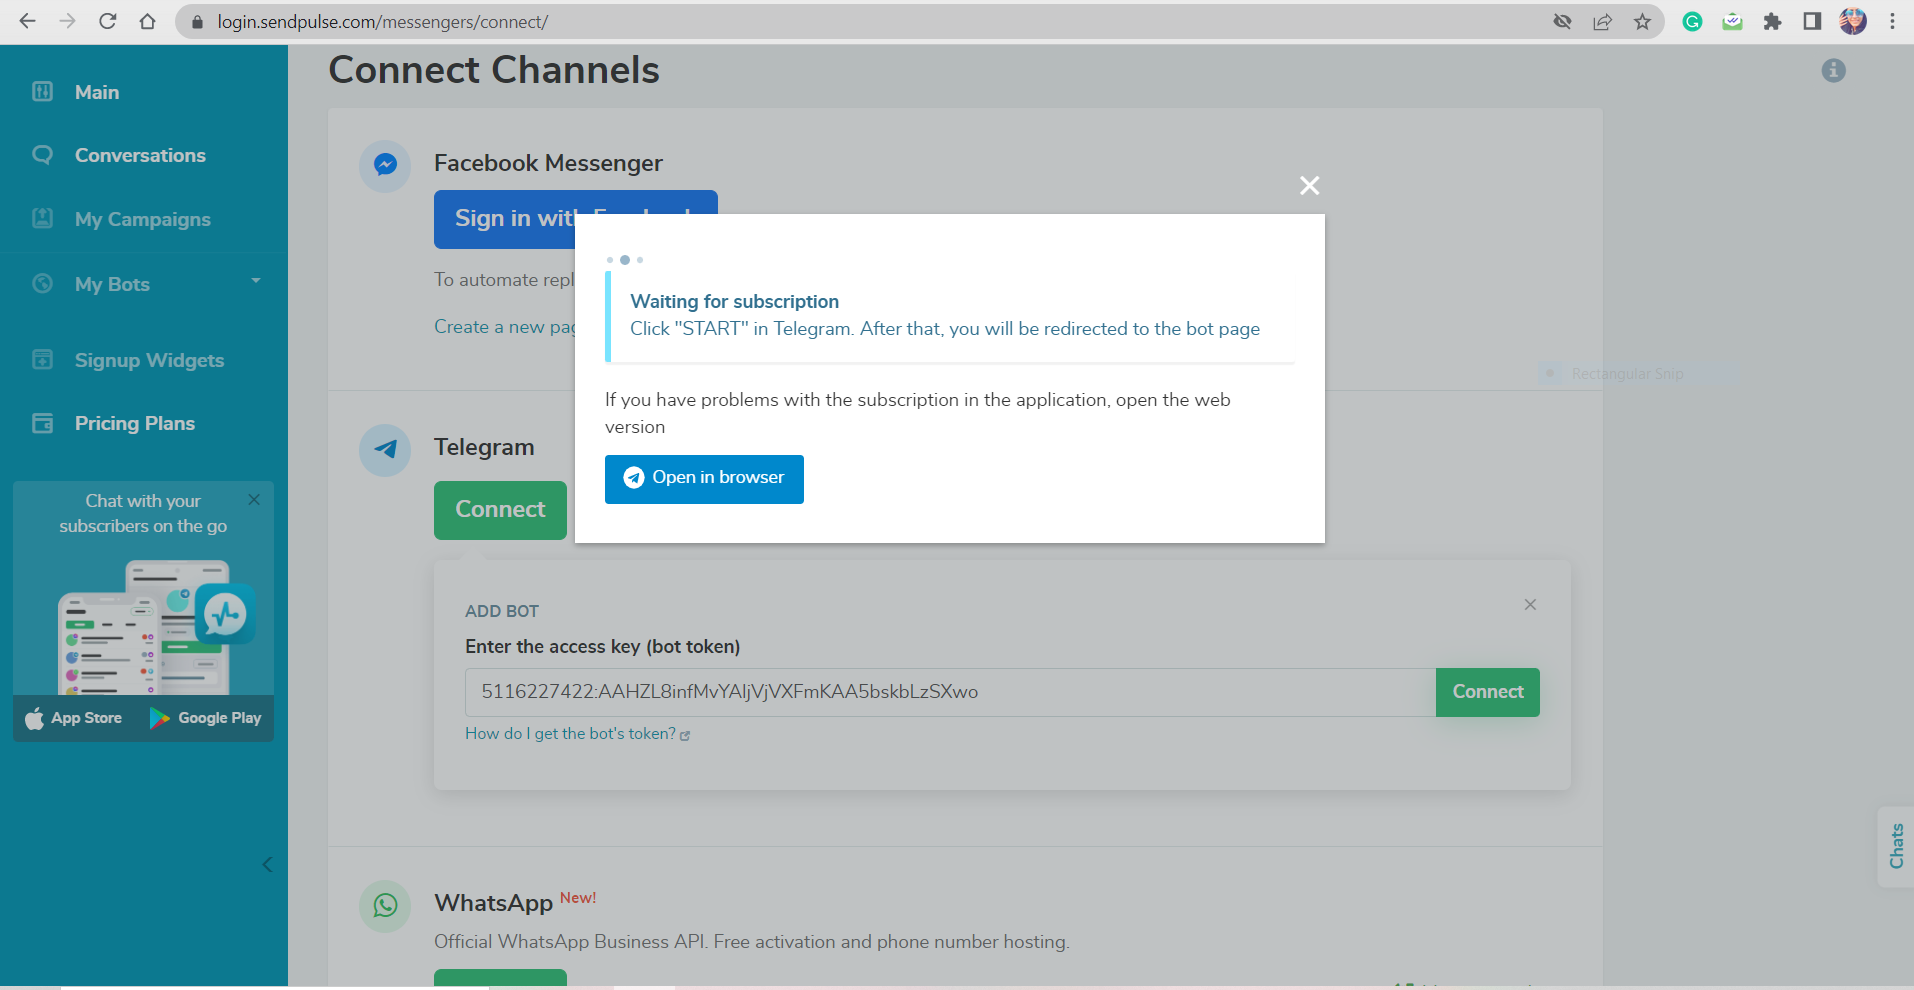 login.sendpulse.com/messengers/connect/
Main
Conversations
My Campaigns
My Bots
Signup Widgets
Pricing Plans
Chat with your
subscribers on the go
App Store
Google Play
Connect Channels
Facebook Messenger
Sign in with
To automate repl
Create a new pag
Waiting for subscription
Click "START" in Telegram. After that, you will be redirected to the bot page
If you have problems with the subscription in the application, open the web
version
Open in browser
Rectangular Snip
Telegram
Connect
ADD BOT
Enter the access key (bot token)
5116227422:AAHZL8infMvYAljVjVXFmKAA5bskbLzSXwo
Connect
How do I get the bot's token?
Chats
WhatsApp New!
Official WhatsApp Business API. Free activation and phone number hosting.